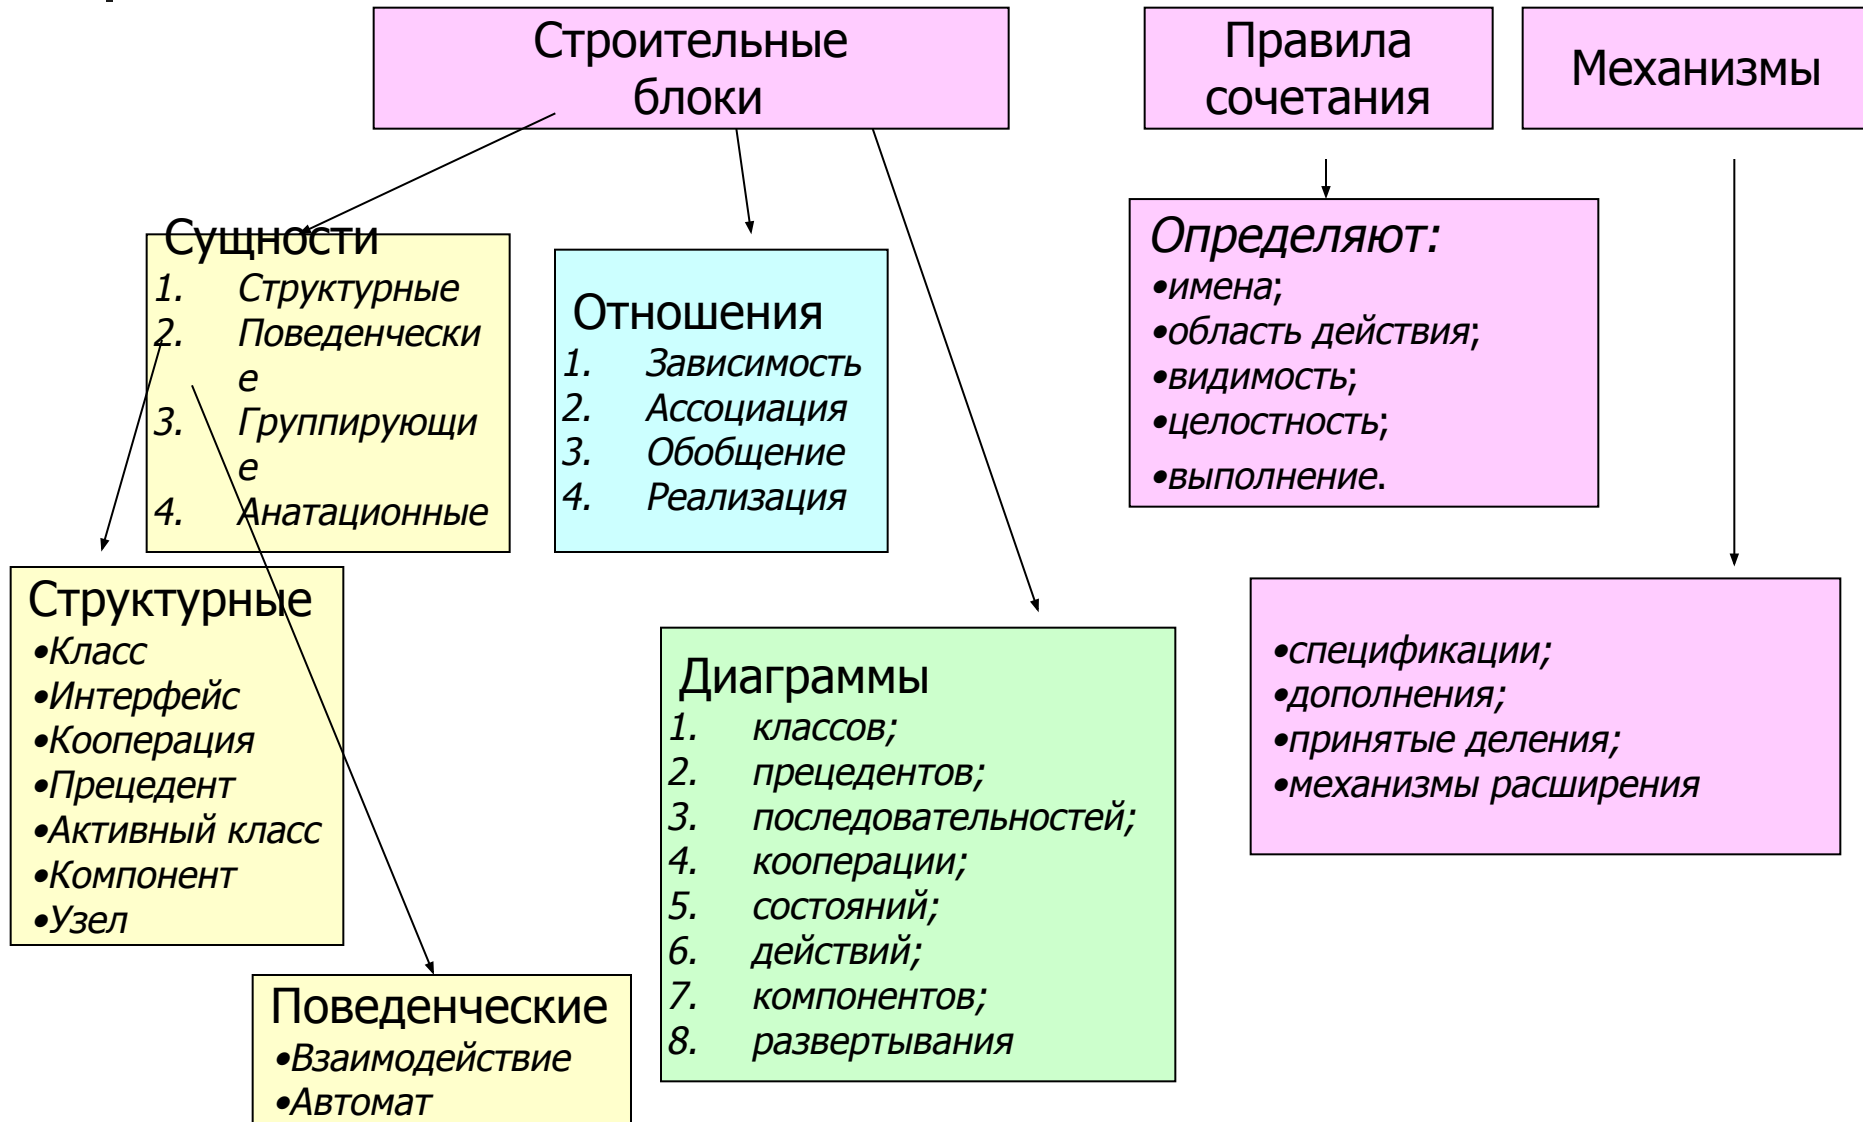 Строительные
блоки
Правила
сочетания
Механизмы
Сущности
1. Структурные
2. Поведенчески
е
3. Группирующи
е
4. Анатационные
Отношения
1. Зависимость
2. Ассоциация
3. Обобщение
4. Реализация
Определяют:
•имена;
•область действия;
•видимость;
•целостность;
•выполнение.
Структурные
•Класс
•Интерфейс
•Кооперация
•Прецедент
•Активный класс
•Компонент
•Узел
Диаграммы
1. классов;
2. прецедентов;
3. последовательностей;
4. кооперации;
5. состояний;
6. действий;
7. компонентов;
8. развертывания
•спецификации;
•дополнения;
•принятые деления;
•механизмы расширения
Поведенческие
•Взаимодействие
•Автомат